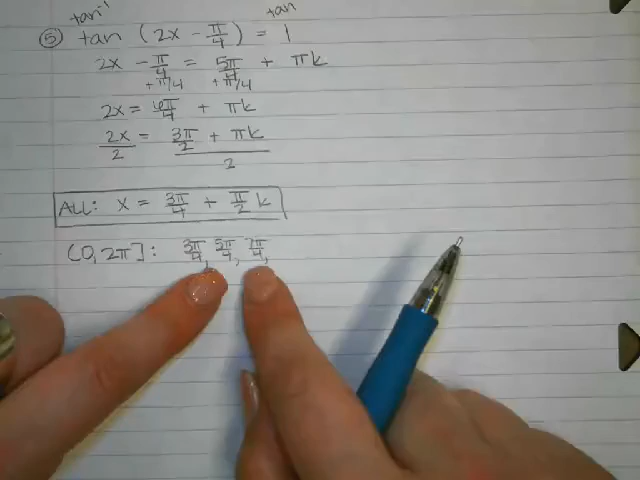 tan⁻¹ tan
⑤ tan (2x - π/4) = 1
2x - π/4 = 5π/4 + πk
+π/4 +π/4
2x = 6π/4 + πk
2x/2 = (3π/2 + πk)/2
ALL: x = 3π/4 + π/2 k
(0, 2π]: 3π/4, 5π/4, 7π/4,